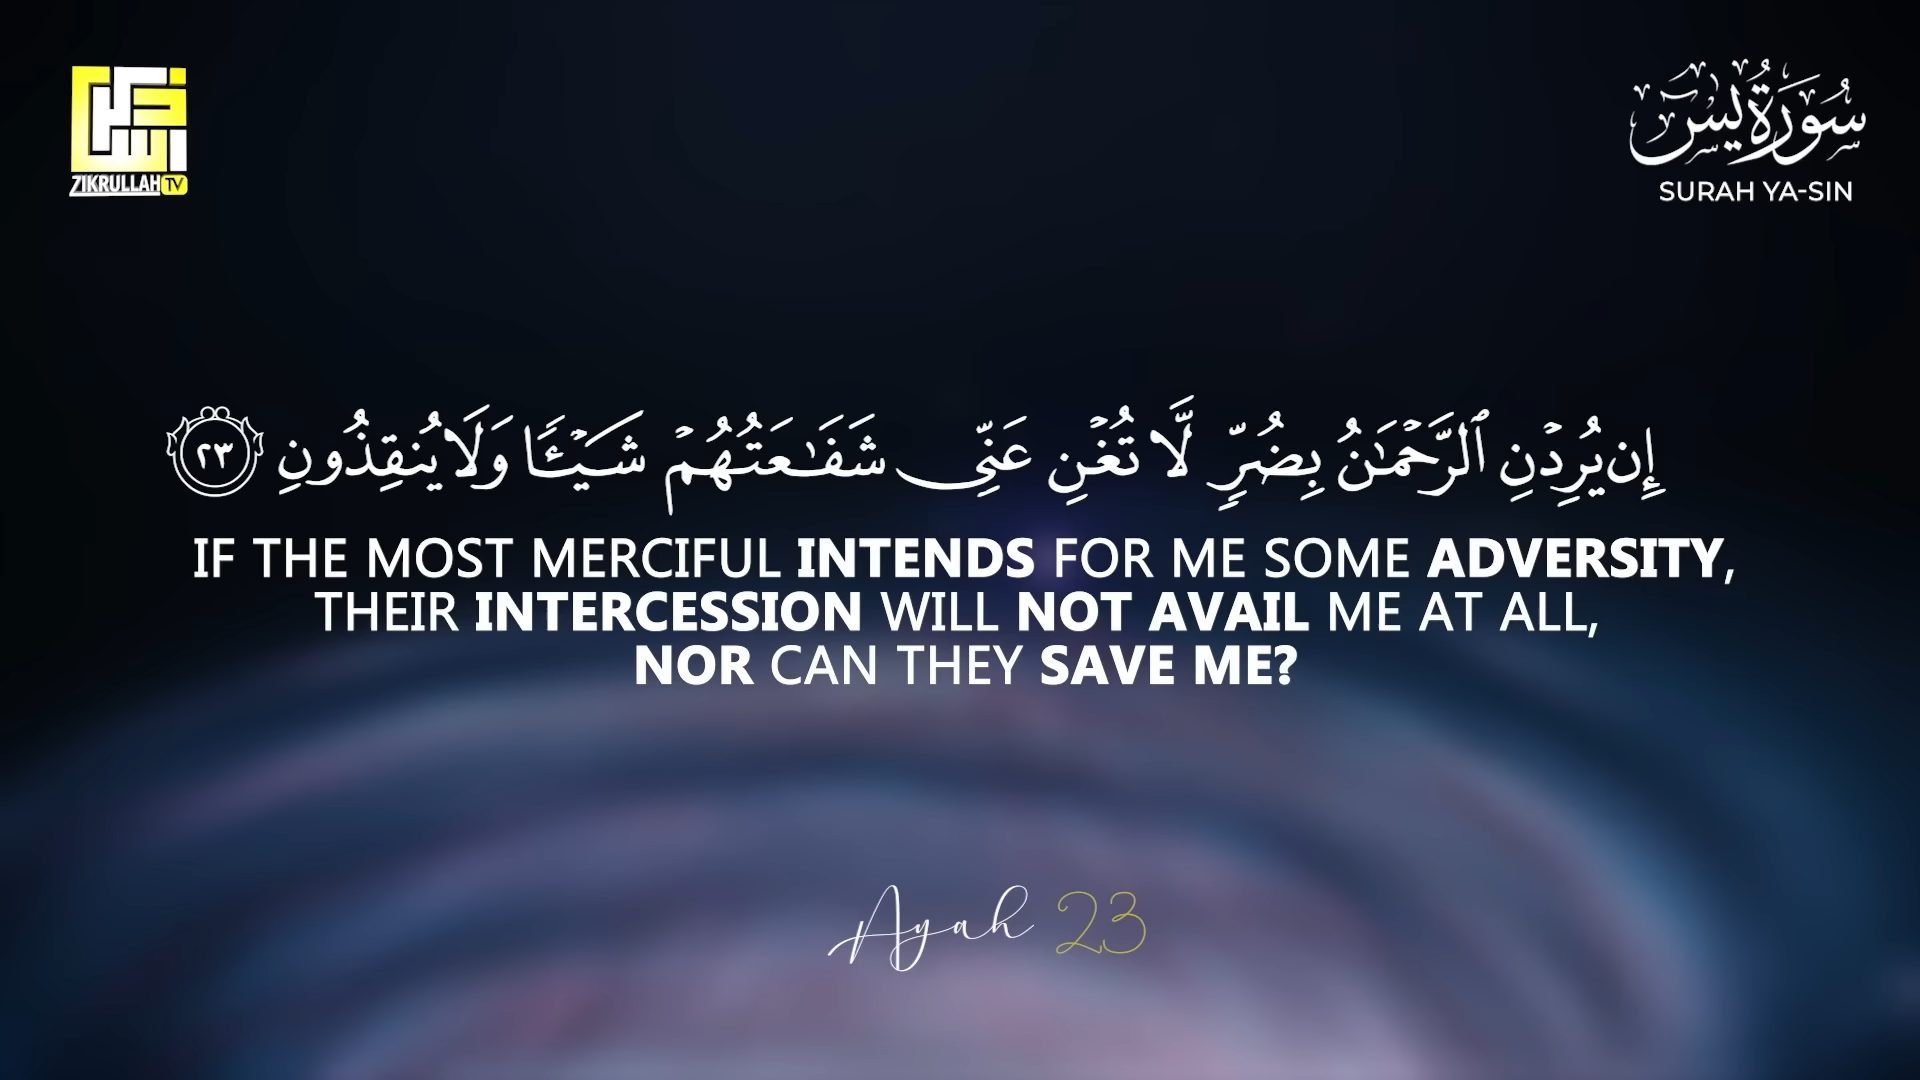 ZIKRULLAH TV
سورة يس
SURAH YA-SIN
إِن يُرِدْنِ ٱلرَّحْمَـٰنُ بِضُرٍّ لَّا تُغْنِ عَنِّى شَفَـٰعَتُهُمْ شَيْـًٔا وَلَا يُنقِذُونِ ٢٣
IF THE MOST MERCIFUL INTENDS FOR ME SOME ADVERSITY,
THEIR INTERCESSION WILL NOT AVAIL ME AT ALL,
NOR CAN THEY SAVE ME?
Ayah 23